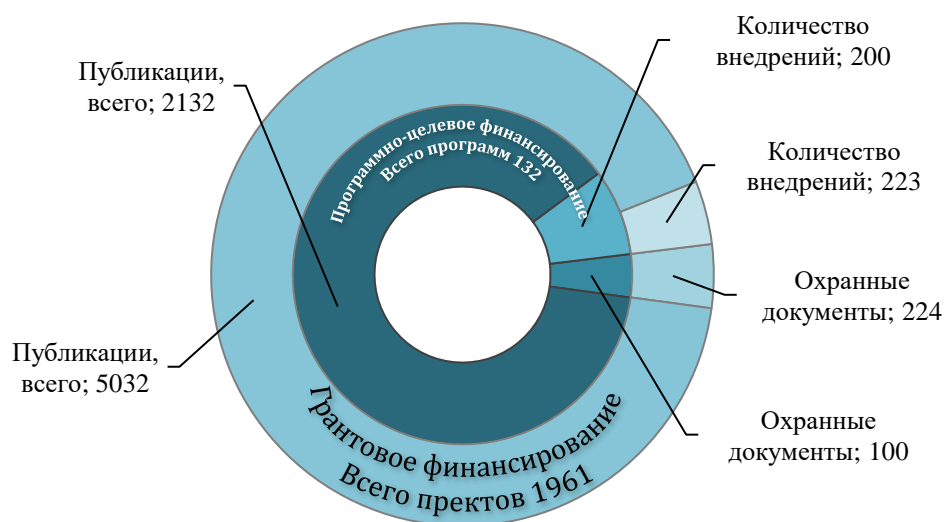 Количество
внедрений; 200
Публикации,
всего; 2132
Программно-целевое финансирование
Всего программ 132
Количество
внедрений; 223
Охранные
документы; 224
Публикации,
всего; 5032
Грантовое финансирование
Всего пректов 1961
Охранные
документы; 100